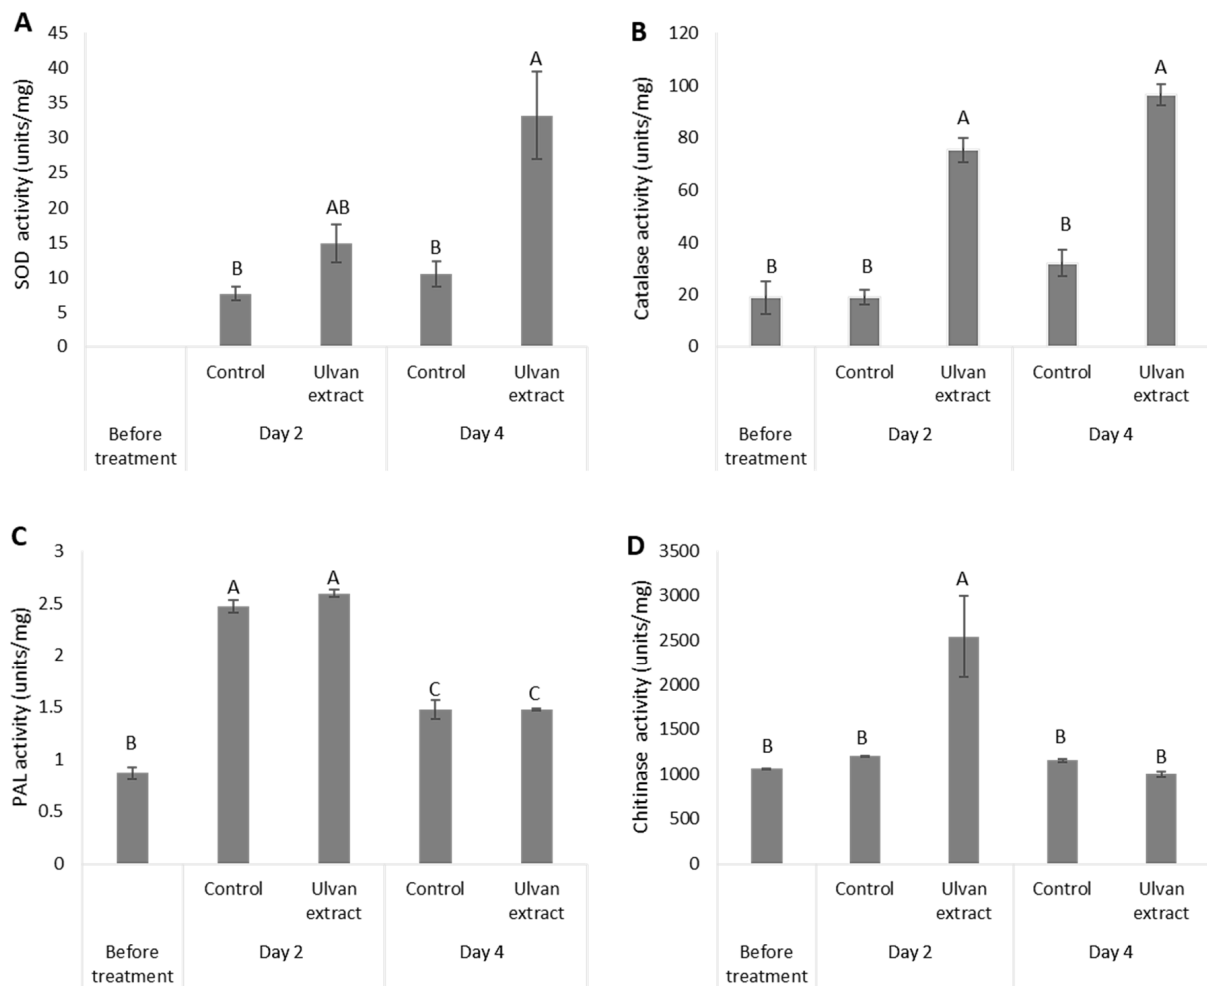 A
SOD activity (units/mg)
45
40
35
30
25
20
15
10
5
0
B
AB
B
A
Control
Ulvan
extract
Control
Ulvan
extract
Before
treatment
Day 2
Day 4
B
Catalase activity (units/mg)
120
100
80
60
40
20
0
B
B
A
B
A
Control
Ulvan
extract
Control
Ulvan
extract
Before
treatment
Day 2
Day 4
C
PAL activity (units/mg)
3
2.5
2
1.5
1
0.5
0
B
A
A
C
C
Control
Ulvan
extract
Control
Ulvan
extract
Before
treatment
Day 2
Day 4
D
Chitinase activity (units/mg)
3500
3000
2500
2000
1500
1000
500
0
B
B
A
B
B
Control
Ulvan
extract
Control
Ulvan
extract
Before
treatment
Day 2
Day 4